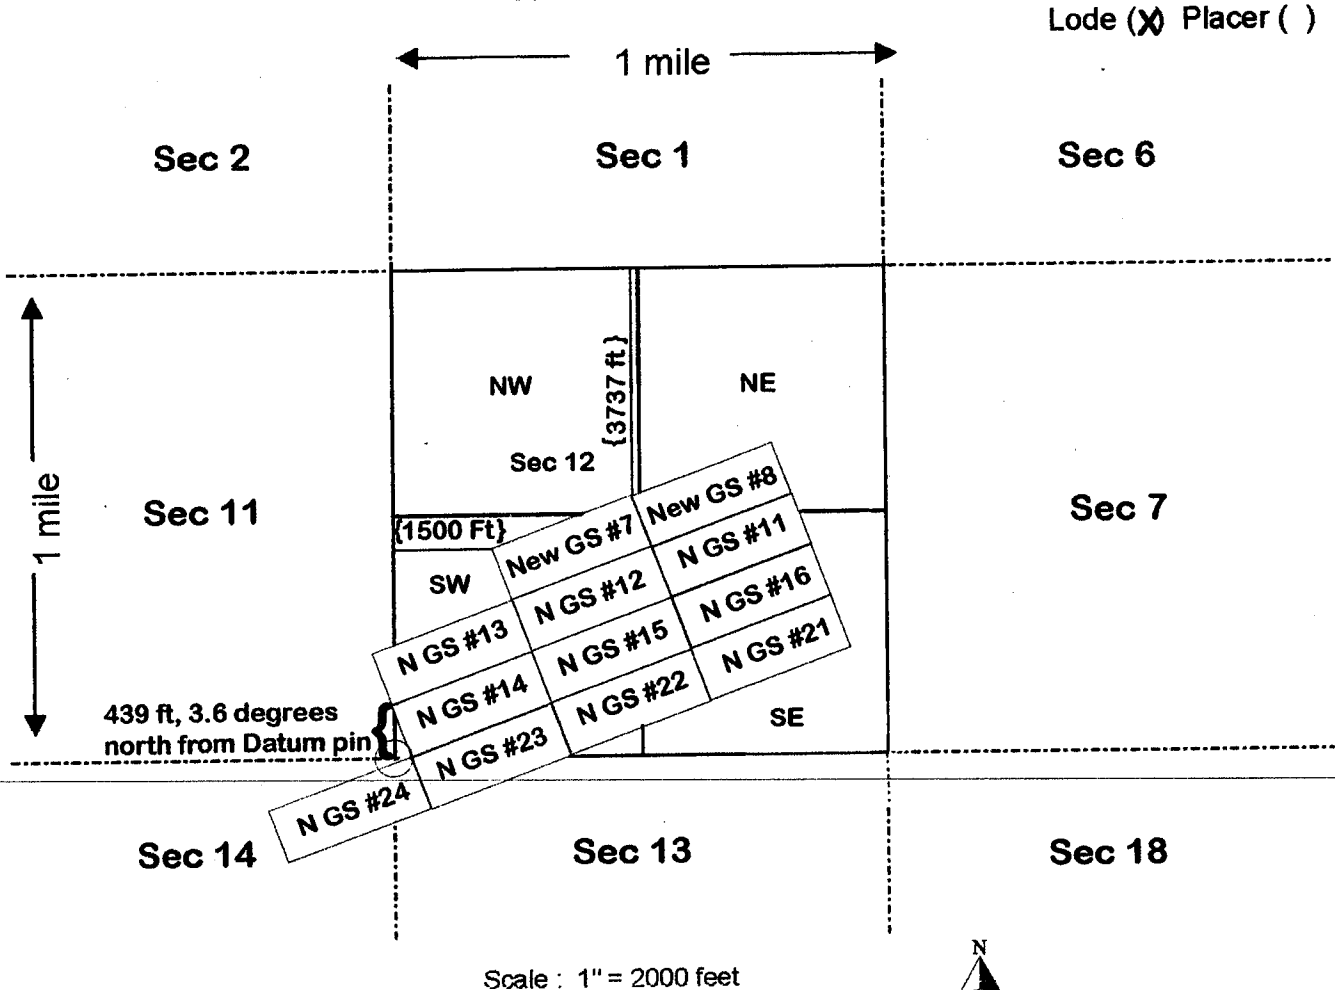 Lode (X) Placer ( )
1 mile
Sec 2
Sec 1
Sec 6
NW
{3737 ft}
NE
Sec 12
1 mile
Sec 11
Sec 7
{1500 Ft}
SW
New GS #7
New GS #8
N GS #13
N GS #12
N GS #11
N GS #14
N GS #15
N GS #16
N GS #24
N GS #23
N GS #22
N GS #21
439 ft, 3.6 degrees
north from Datum pin
SE
Sec 14
Sec 13
Sec 18
Scale : 1" = 2000 feet
N